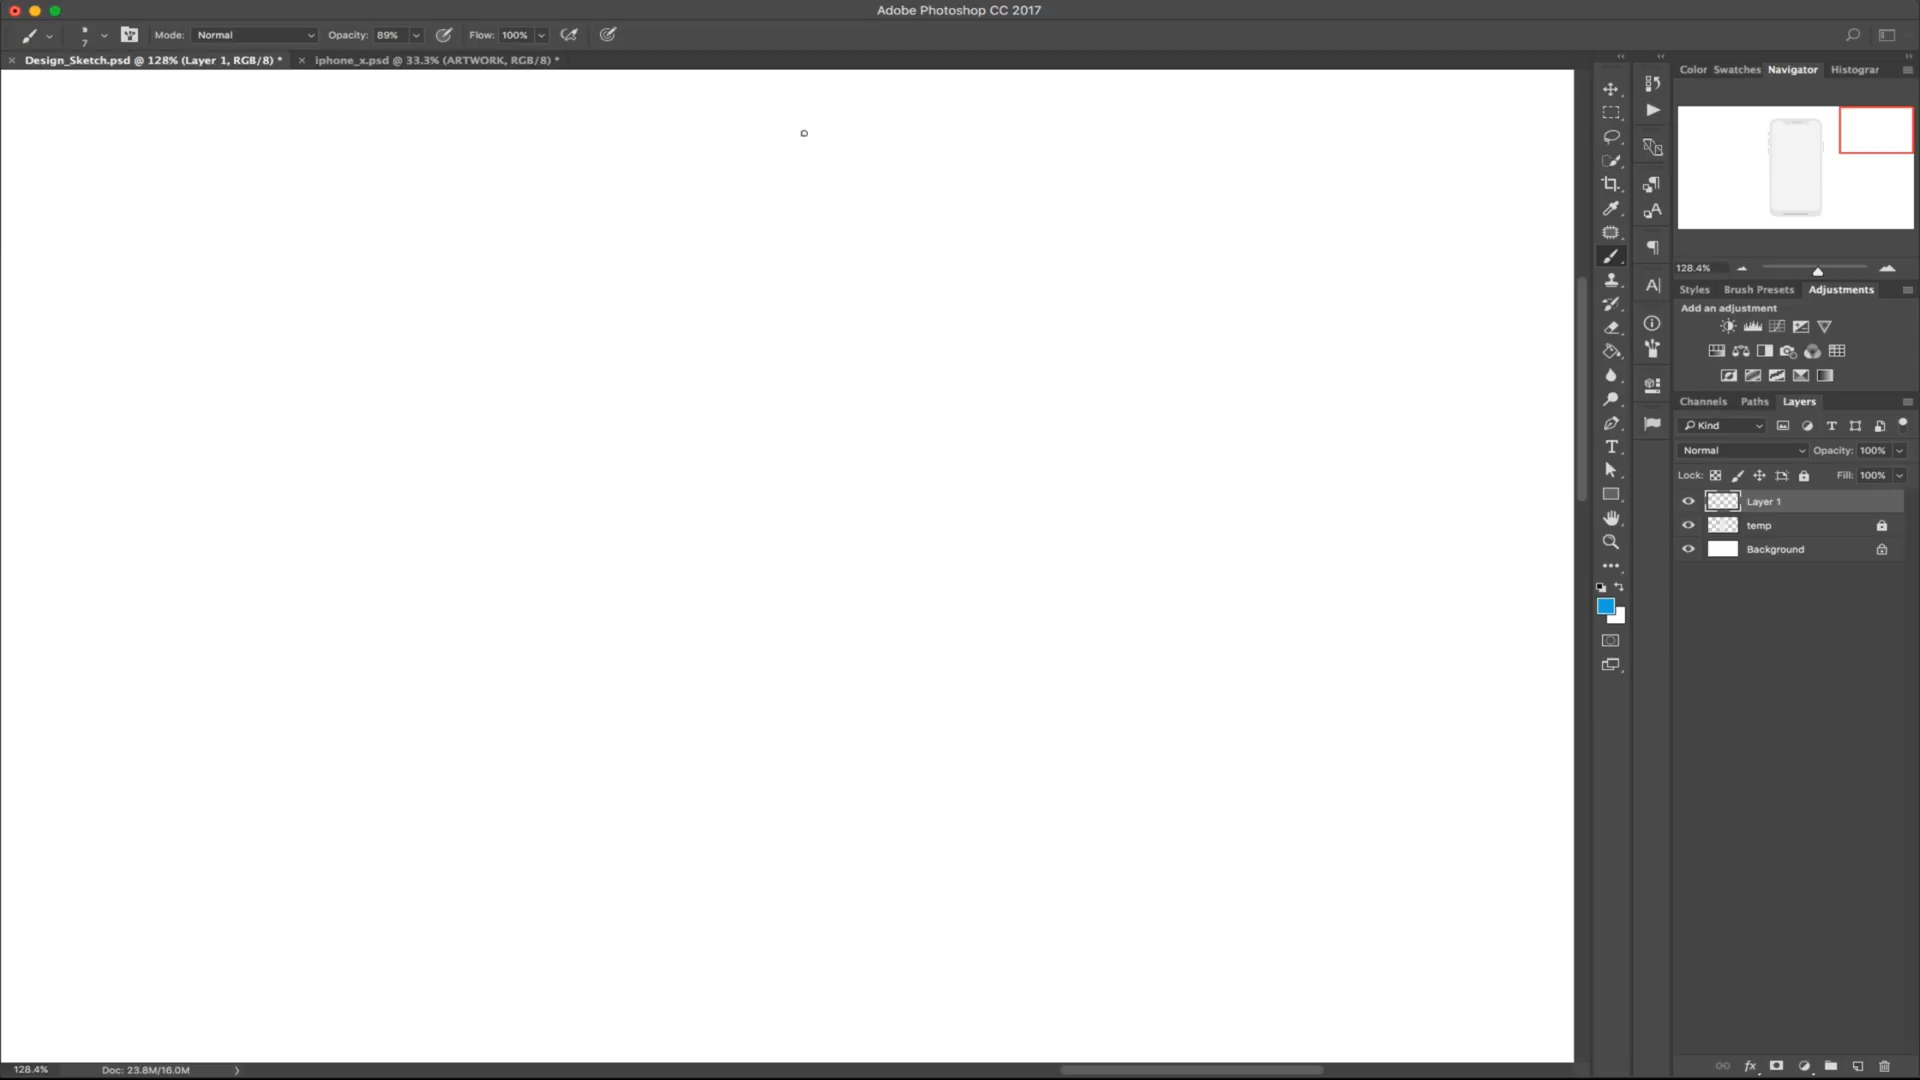 Adobe Photoshop CC 2017
7
Mode: Normal
Opacity: 89%
Flow: 100%
Design_Sketch.psd @ 128% (Layer 1, RGB/8) *
iphone_x.psd @ 33.3% (ARTWORK, RGB/8) *
Color Swatches Navigator Histograr
128.4%
Styles Brush Presets Adjustments
Add an adjustment
Channels Paths Layers
Kind
Normal Opacity: 100%
Lock: Fill: 100%
Layer 1
temp
Background
128.4% Doc: 23.8M/16.0M